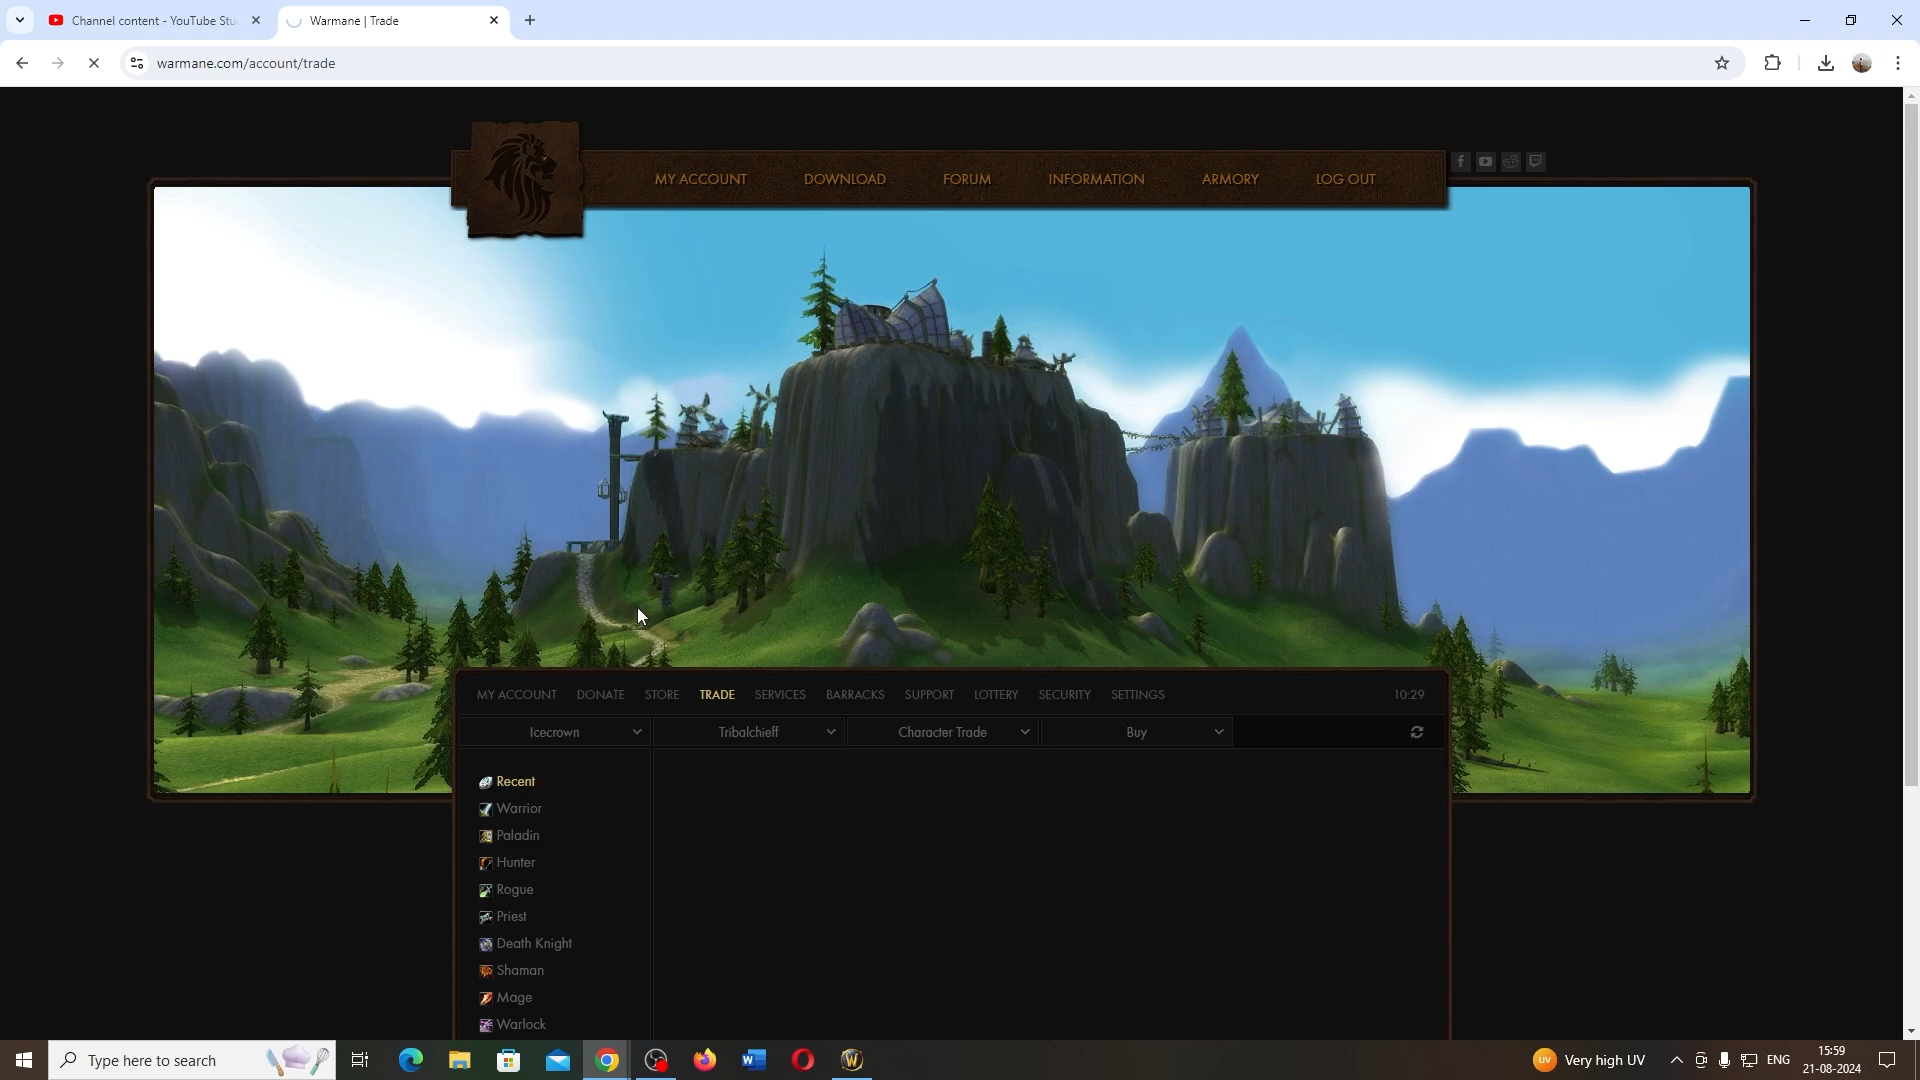 Channel content - YouTube Stu
Warmane | Trade
warmane.com/account/trade
MY ACCOUNT
DOWNLOAD
FORUM
INFORMATION
ARMORY
LOG OUT
MY ACCOUNT
DONATE
STORE
TRADE
SERVICES
BARRACKS
SUPPORT
LOTTERY
SECURITY
SETTINGS
10:29
Icecrown
Tribalchieff
Character Trade
Buy
Recent
Warrior
Paladin
Hunter
Rogue
Priest
Death Knight
Shaman
Mage
Warlock
Type here to search
UV
Very high UV
ENG
15:59
21-08-2024